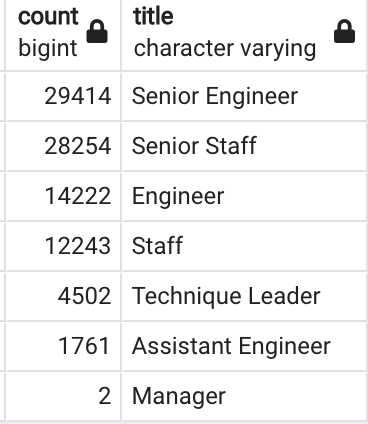 count title
bigint character varying
29414 Senior Engineer
28254 Senior Staff
14222 Engineer
12243 Staff
4502 Technique Leader
1761 Assistant Engineer
2 Manager